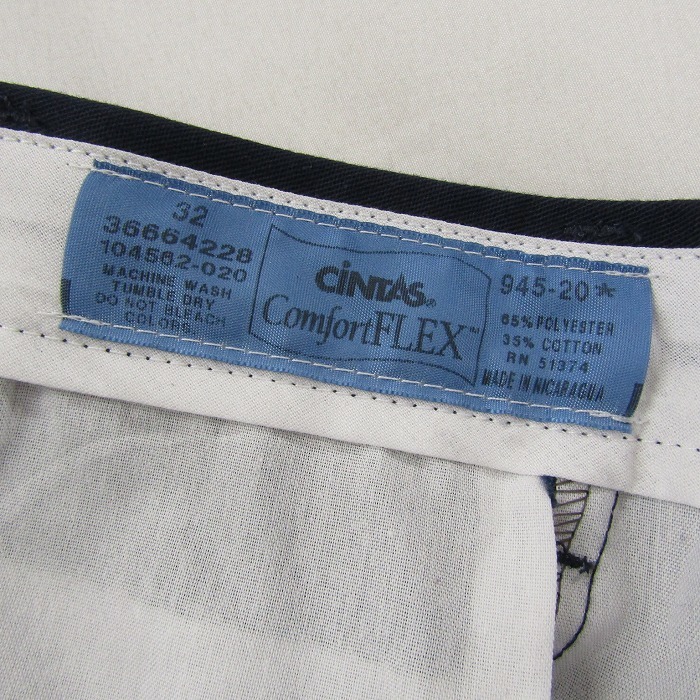 32
36664228
104562-020
MACHINE WASH
TUMBLE DRY
DO NOT BLEACH
COLORS
CINTAS®
ComfortFLEX™
945-20*
65% POLYESTER
35% COTTON
RN 51374
MADE IN NICARAGUA